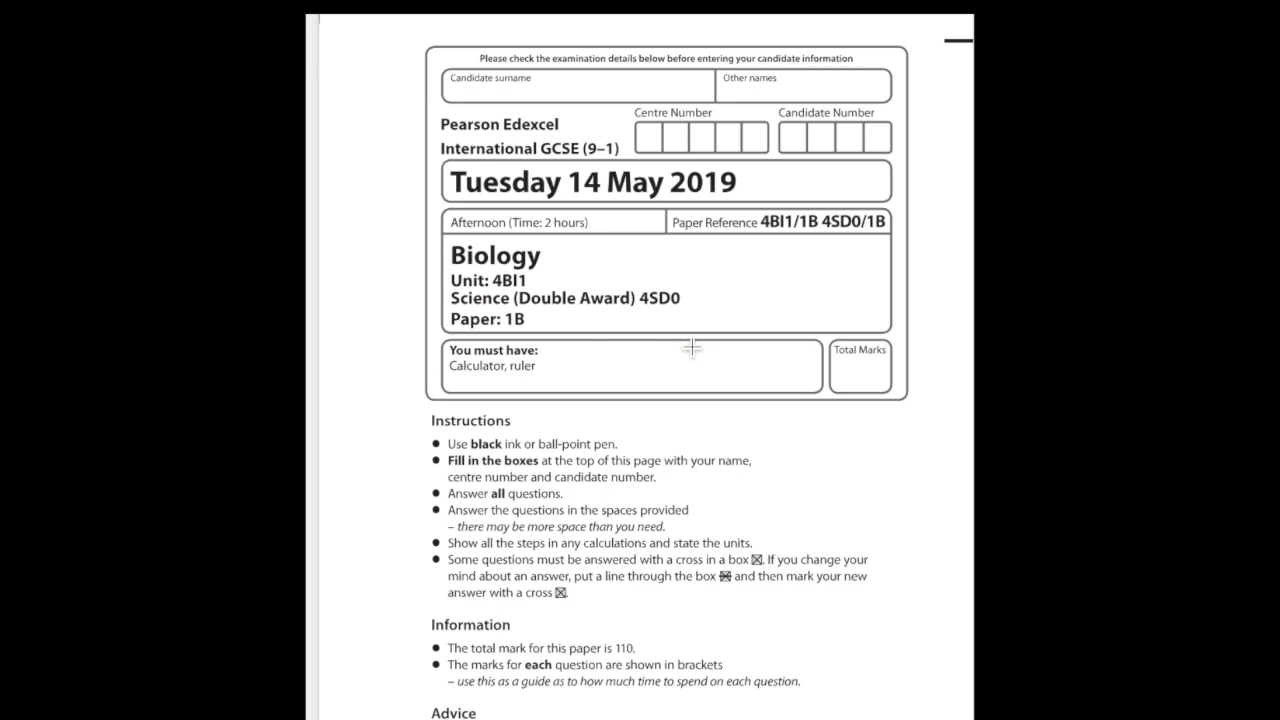 Please check the examination details below before entering your candidate information
Candidate surname
Other names
Centre Number
Candidate Number
Pearson Edexcel
International GCSE (9–1)
Tuesday 14 May 2019
Afternoon (Time: 2 hours)
Paper Reference 4BI1/1B 4SD0/1B
Biology
Unit: 4BI1
Science (Double Award) 4SD0
Paper: 1B
You must have:
Calculator, ruler
Total Marks
Instructions
● Use black ink or ball-point pen.
● Fill in the boxes at the top of this page with your name,
centre number and candidate number.
● Answer all questions.
● Answer the questions in the spaces provided
– there may be more space than you need.
● Show all the steps in any calculations and state the units.
● Some questions must be answered with a cross in a box ☒. If you change your
mind about an answer, put a line through the box ☒ and then mark your new
answer with a cross ☒.
Information
● The total mark for this paper is 110.
● The marks for each question are shown in brackets
– use this as a guide as to how much time to spend on each question.
Advice